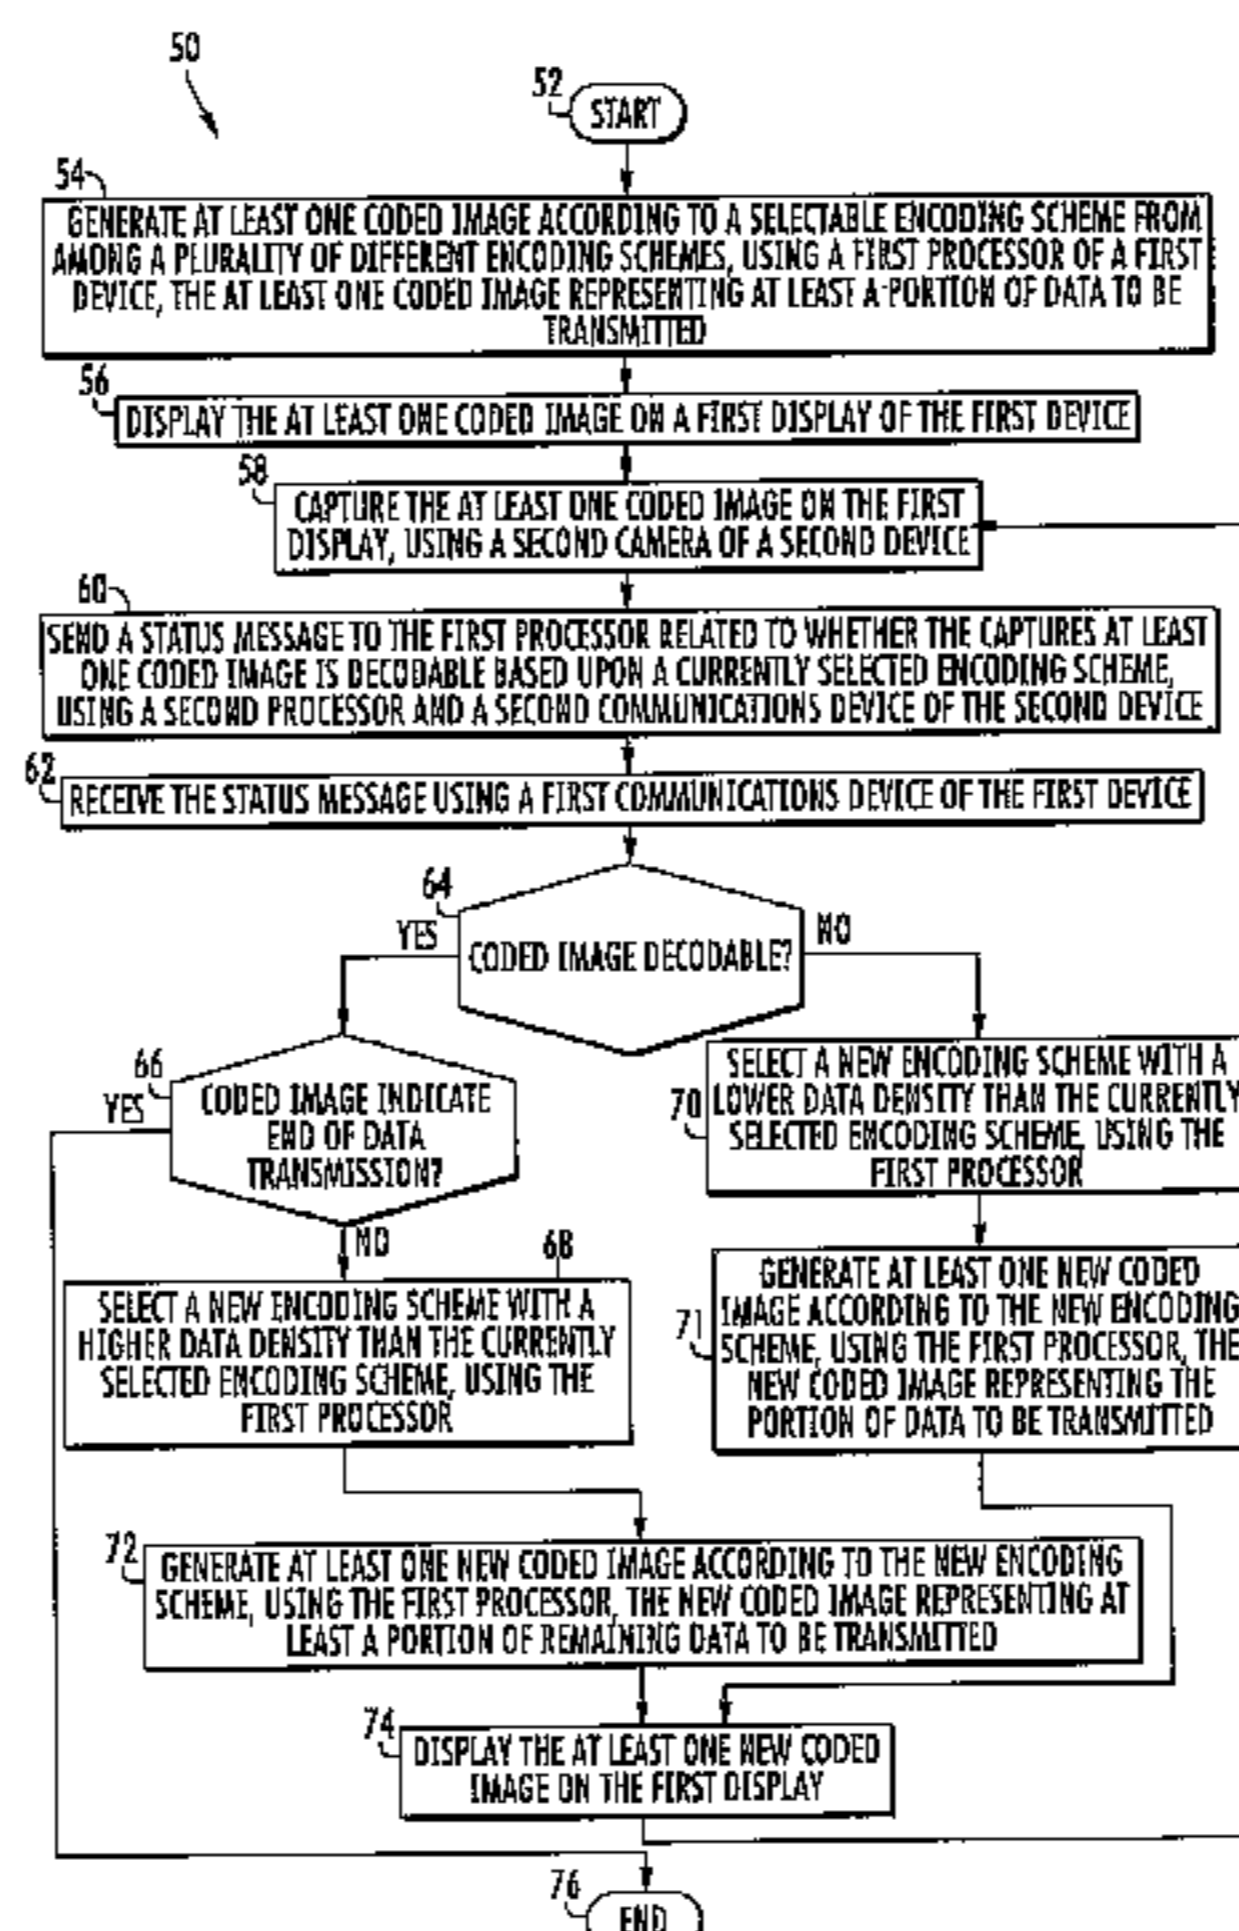 50
52
START
54
GENERATE AT LEAST ONE CODED IMAGE ACCORDING TO A SELECTABLE ENCODING SCHEME FROM
AMONG A PLURALITY OF DIFFERENT ENCODING SCHEMES, USING A FIRST PROCESSOR OF A FIRST
DEVICE, THE AT LEAST ONE CODED IMAGE REPRESENTING AT LEAST A PORTION OF DATA TO BE
TRANSMITTED
56
DISPLAY THE AT LEAST ONE CODED IMAGE ON A FIRST DISPLAY OF THE FIRST DEVICE
58
CAPTURE THE AT LEAST ONE CODED IMAGE ON THE FIRST
DISPLAY, USING A SECOND CAMERA OF A SECOND DEVICE
60
SEND A STATUS MESSAGE TO THE FIRST PROCESSOR RELATED TO WHETHER THE CAPTURES AT LEAST
ONE CODED IMAGE IS DECODABLE BASED UPON A CURRENTLY SELECTED ENCODING SCHEME,
USING A SECOND PROCESSOR AND A SECOND COMMUNICATIONS DEVICE OF THE SECOND DEVICE
62
RECEIVE THE STATUS MESSAGE USING A FIRST COMMUNICATIONS DEVICE OF THE FIRST DEVICE
64
YES
NO
CODED IMAGE DECODABLE?
66
YES
CODED IMAGE INDICATE
END OF DATA
TRANSMISSION?
NO
70
SELECT A NEW ENCODING SCHEME WITH A
LOWER DATA DENSITY THAN THE CURRENTLY
SELECTED ENCODING SCHEME, USING THE
FIRST PROCESSOR
68
SELECT A NEW ENCODING SCHEME WITH A
HIGHER DATA DENSITY THAN THE CURRENTLY
SELECTED ENCODING SCHEME, USING THE
FIRST PROCESSOR
71
GENERATE AT LEAST ONE NEW CODED
IMAGE ACCORDING TO THE NEW ENCODING
SCHEME, USING THE FIRST PROCESSOR, THE
NEW CODED IMAGE REPRESENTING THE
PORTION OF DATA TO BE TRANSMITTED
72
GENERATE AT LEAST ONE NEW CODED IMAGE ACCORDING TO THE NEW ENCODING
SCHEME, USING THE FIRST PROCESSOR, THE NEW CODED IMAGE REPRESENTING AT
LEAST A PORTION OF REMAINING DATA TO BE TRANSMITTED
74
DISPLAY THE AT LEAST ONE NEW CODED
IMAGE ON THE FIRST DISPLAY
76
END